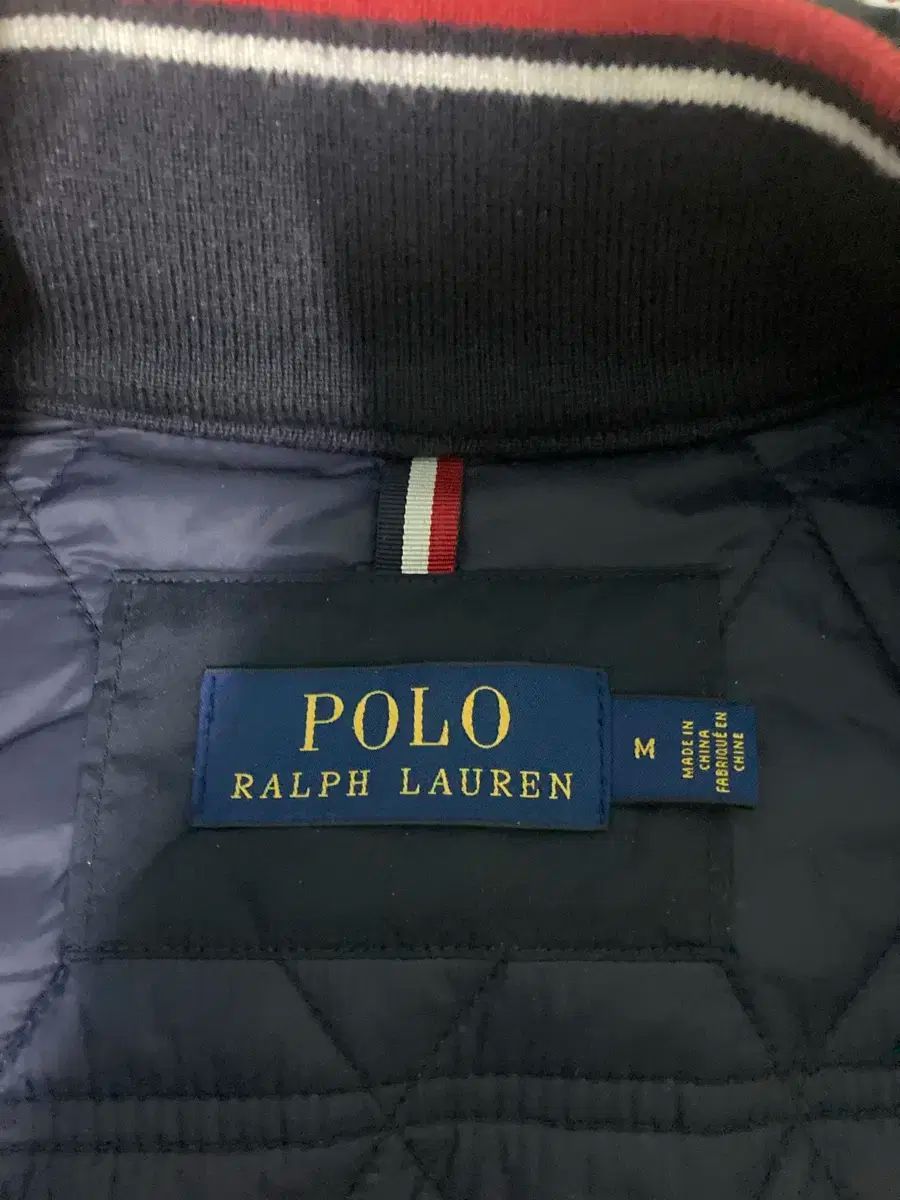 POLO
RALPH LAUREN
M
MADE IN
CHINA
FABRIQUÉ EN
CHINE